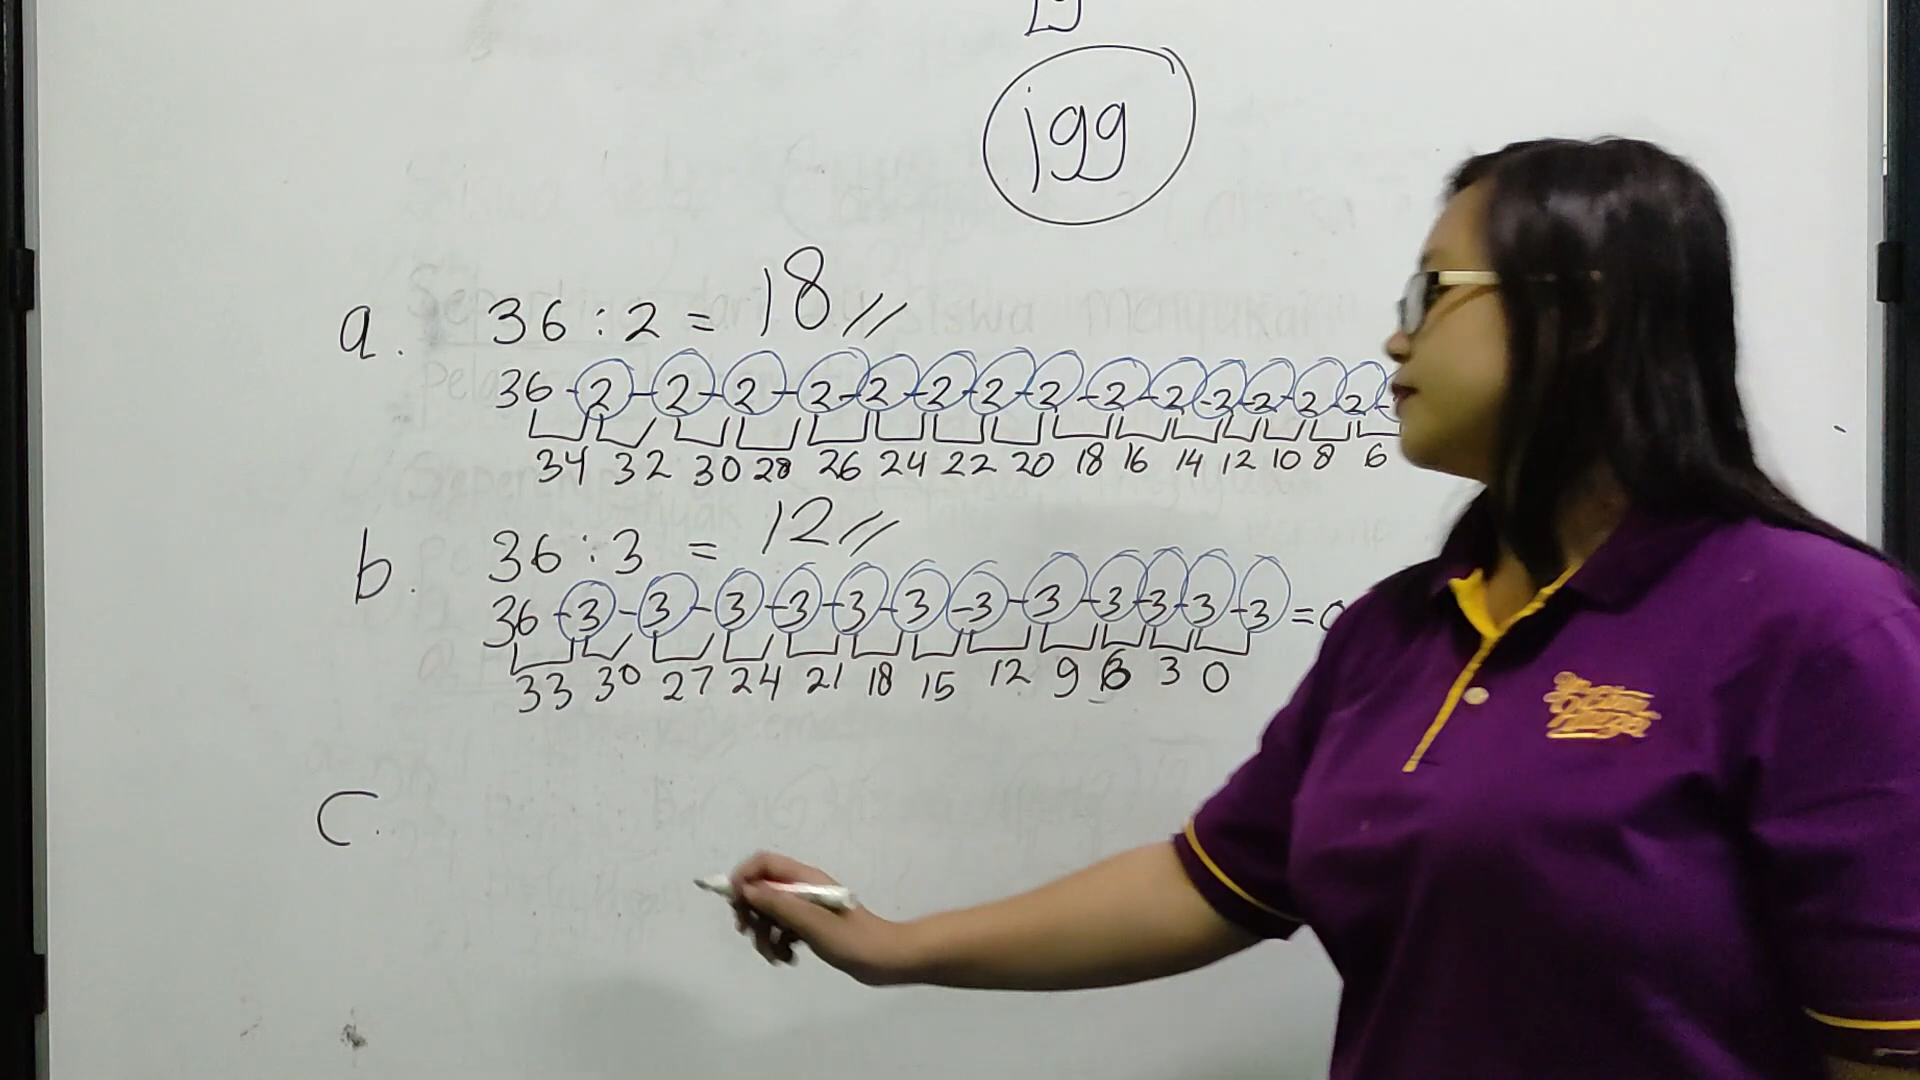 jgg
a. 36 : 2 = 18 //
36 - 2 - 2 - 2 - 2 - 2 - 2 - 2 - 2 - 2 - 2 - 2 - 2 - 2 - 2 -
34 32 30 28 26 24 22 20 18 16 14 12 10 8 6
b. 36 : 3 = 12 //
36 - 3 - 3 - 3 - 3 - 3 - 3 - 3 - 3 - 3 - 3 - 3 - 3 = 0
33 30 27 24 21 18 15 12 9 6 3 0
c.